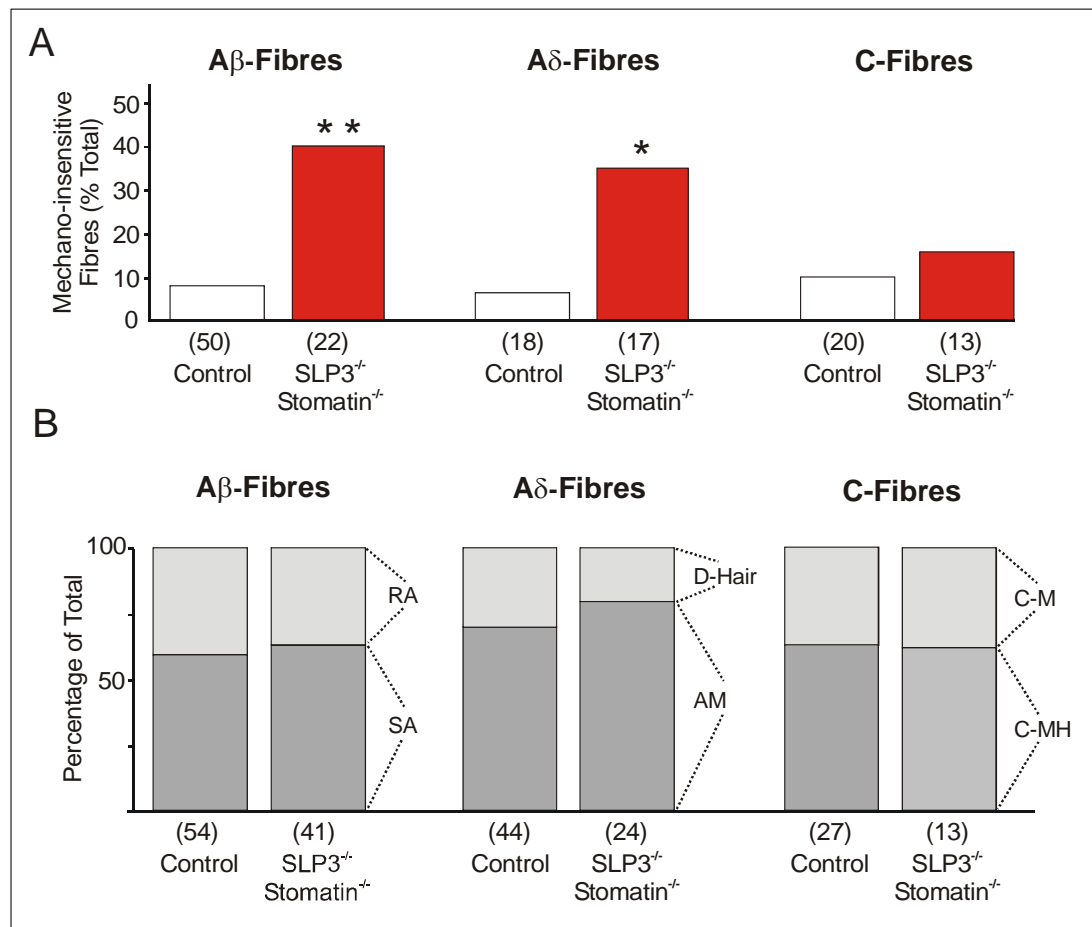 A
Aβ-Fibres
Aδ-Fibres
C-Fibres
Mechano-insensitive
Fibres (% Total)
50
40
30
20
10
0
* *
*
(50)
Control
(22)
SLP3-/-
Stomatin-/-
(18)
Control
(17)
SLP3-/-
Stomatin-/-
(20)
Control
(13)
SLP3-/-
Stomatin-/-
B
Aβ-Fibres
Aδ-Fibres
C-Fibres
Percentage of Total
100
50
RA
SA
D-Hair
AM
C-M
C-MH
(54)
Control
(41)
SLP3-/-
Stomatin-/-
(44)
Control
(24)
SLP3-/-
Stomatin-/-
(27)
Control
(13)
SLP3-/-
Stomatin-/-